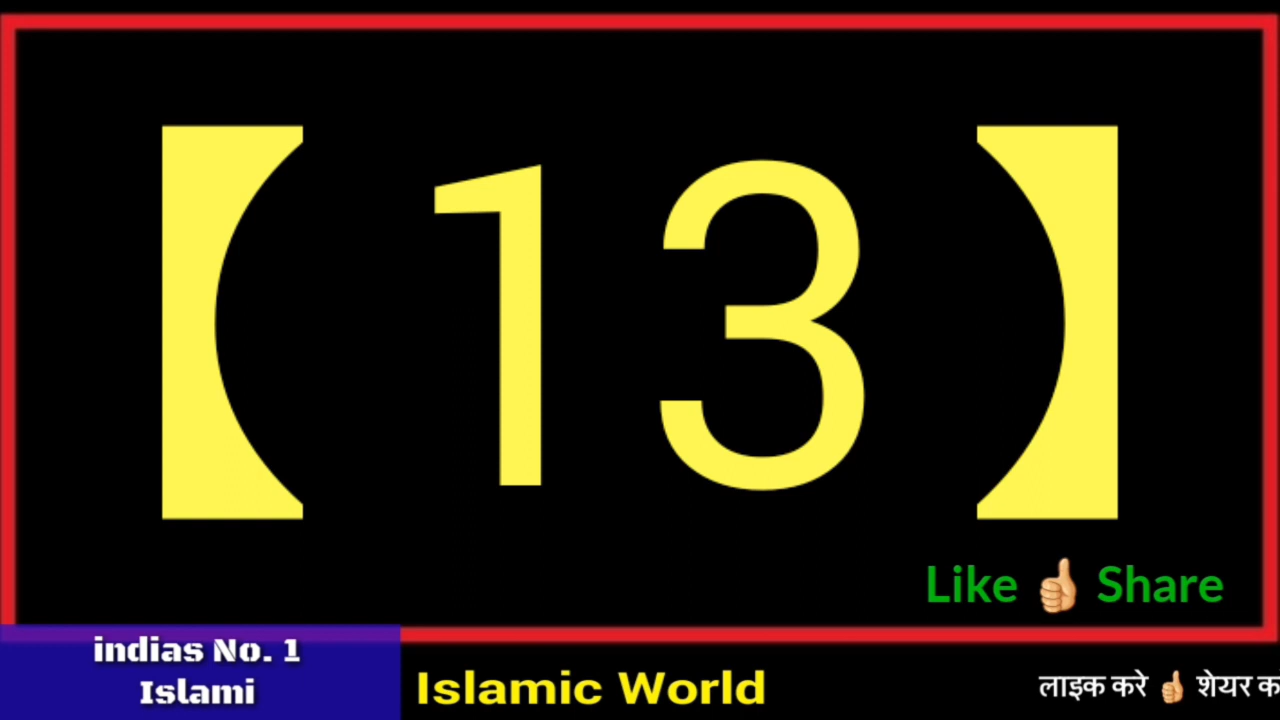 【13】
Like 👍 Share
indias No. 1
Islami
Islamic World
लाइक करे 👍 शेयर क